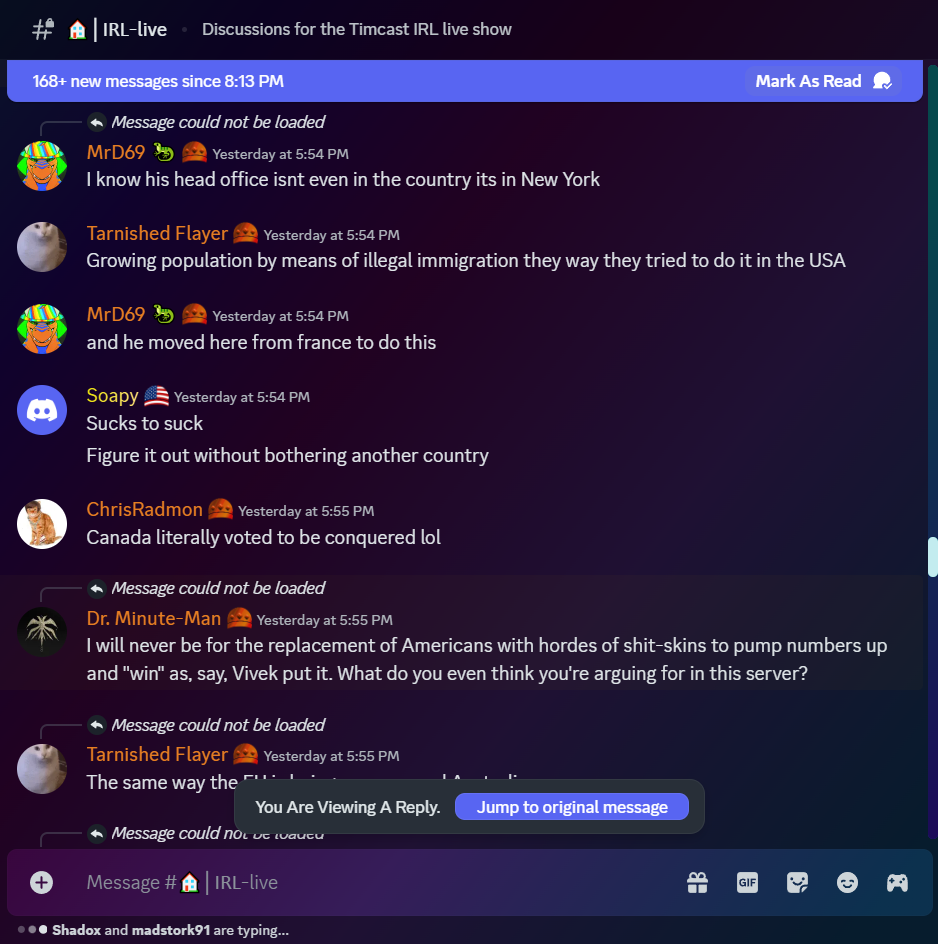 IRL-live
Discussions for the Timcast IRL live show
168+ new messages since 8:13 PM
Mark As Read
Message could not be loaded
MrD69 Yesterday at 5:54 PM
I know his head office isnt even in the country its in New York
Tarnished Flayer Yesterday at 5:54 PM
Growing population by means of illegal immigration they way they tried to do it in the USA
MrD69 Yesterday at 5:54 PM
and he moved here from france to do this
Soapy Yesterday at 5:54 PM
Sucks to suck
Figure it out without bothering another country
ChrisRadmon Yesterday at 5:55 PM
Canada literally voted to be conquered lol
Message could not be loaded
Dr. Minute-Man Yesterday at 5:55 PM
I will never be for the replacement of Americans with hordes of shit-skins to pump numbers up
and "win" as, say, Vivek put it. What do you even think you're arguing for in this server?
Message could not be loaded
Tarnished Flayer Yesterday at 5:55 PM
The same way the
You Are Viewing A Reply.
Jump to original message
Message could not be loaded
Message # | IRL-live
GIF
Shadox and madstork91 are typing...